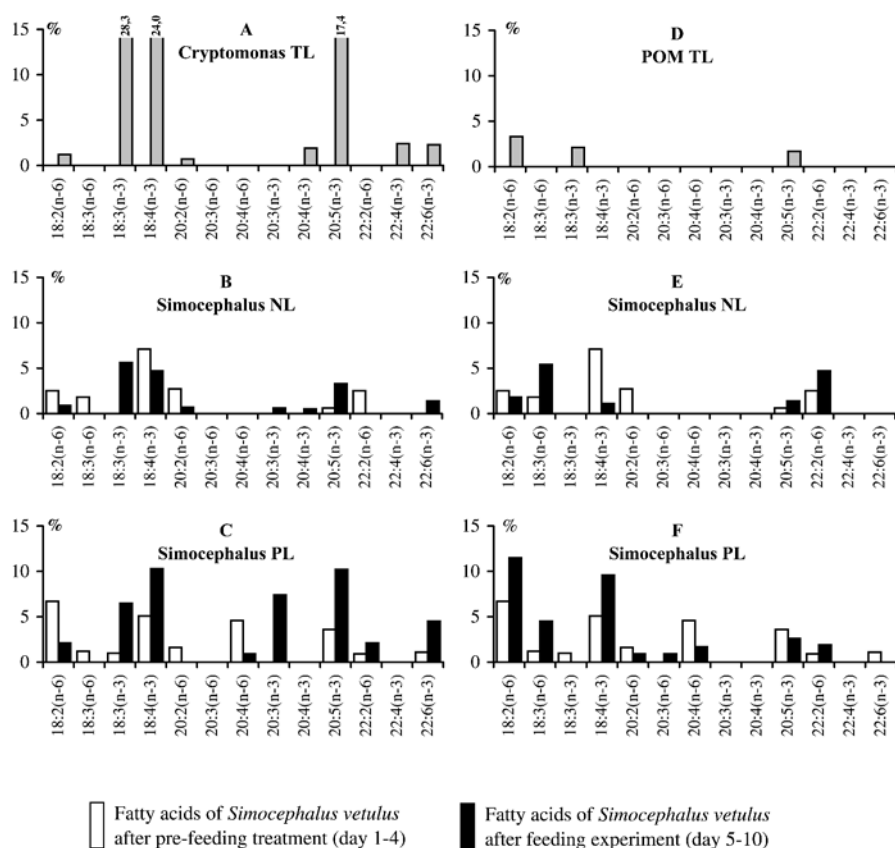 %
15
10
5
0
28,3
24,0
17,4
A
Cryptomonas TL
18:2(n-6)
18:3(n-6)
18:3(n-3)
18:4(n-3)
20:2(n-6)
20:3(n-6)
20:4(n-6)
20:3(n-3)
20:4(n-3)
20:5(n-3)
22:2(n-6)
22:4(n-3)
22:6(n-3)
%
15
10
5
0
D
POM TL
18:2(n-6)
18:3(n-6)
18:3(n-3)
18:4(n-3)
20:2(n-6)
20:3(n-6)
20:4(n-6)
20:3(n-3)
20:4(n-3)
20:5(n-3)
22:2(n-6)
22:4(n-3)
22:6(n-3)
%
15
10
5
0
B
Simocephalus NL
18:2(n-6)
18:3(n-6)
18:3(n-3)
18:4(n-3)
20:2(n-6)
20:3(n-6)
20:4(n-6)
20:3(n-3)
20:4(n-3)
20:5(n-3)
22:2(n-6)
22:4(n-3)
22:6(n-3)
%
15
10
5
0
E
Simocephalus NL
18:2(n-6)
18:3(n-6)
18:3(n-3)
18:4(n-3)
20:2(n-6)
20:3(n-6)
20:4(n-6)
20:3(n-3)
20:4(n-3)
20:5(n-3)
22:2(n-6)
22:4(n-3)
22:6(n-3)
%
15
10
5
0
C
Simocephalus PL
18:2(n-6)
18:3(n-6)
18:3(n-3)
18:4(n-3)
20:2(n-6)
20:3(n-6)
20:4(n-6)
20:3(n-3)
20:4(n-3)
20:5(n-3)
22:2(n-6)
22:4(n-3)
22:6(n-3)
%
15
10
5
0
F
Simocephalus PL
18:2(n-6)
18:3(n-6)
18:3(n-3)
18:4(n-3)
20:2(n-6)
20:3(n-6)
20:4(n-6)
20:3(n-3)
20:4(n-3)
20:5(n-3)
22:2(n-6)
22:4(n-3)
22:6(n-3)
Fatty acids of Simocephalus vetulus
after pre-feeding treatment (day 1-4)
Fatty acids of Simocephalus vetulus
after feeding experiment (day 5-10)